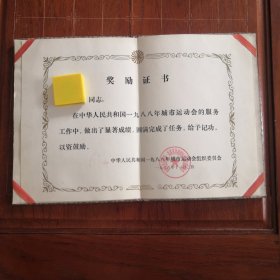 奖励证书
同志:
在中华人民共和国一九八八年城市运动会的服务
工作中,做出了显著成绩,圆满完成了任务,给予记功,
以资鼓励。
中华人民共和国一九八八年城市运动会组织委员会